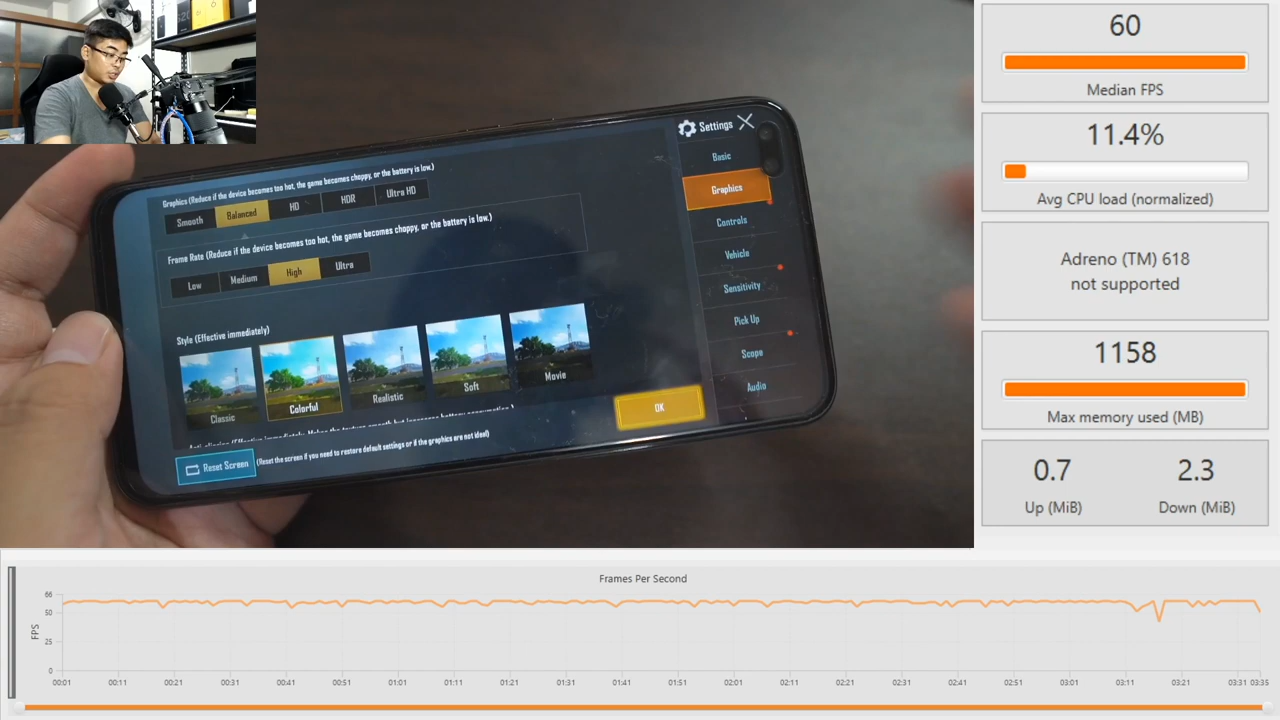 Settings
Basic
Graphics
Controls
Vehicle
Sensitivity
Pick Up
Scope
Audio
Graphics (Reduce if the device becomes too hot, the game becomes choppy, or the battery is low.)
Smooth Balanced HD HDR Ultra HD
Frame Rate (Reduce if the device becomes too hot, the game becomes choppy, or the battery is low.)
Low Medium High Ultra
Style (Effective immediately)
Classic Colorful Realistic Soft Movie
OK
Reset Screen (Reset the screen if you need to restore default settings or if the graphics are not ideal)
60
Median FPS
11.4%
Avg CPU load (normalized)
Adreno (TM) 618
not supported
1158
Max memory used (MB)
0.7 2.3
Up (MiB) Down (MiB)
Frames Per Second
FPS
66
50
25
0
00:01 00:11 00:21 00:31 00:41 00:51 01:01 01:11 01:21 01:31 01:41 01:51 02:01 02:11 02:21 02:31 02:41 02:51 03:01 03:11 03:21 03:31 03:35